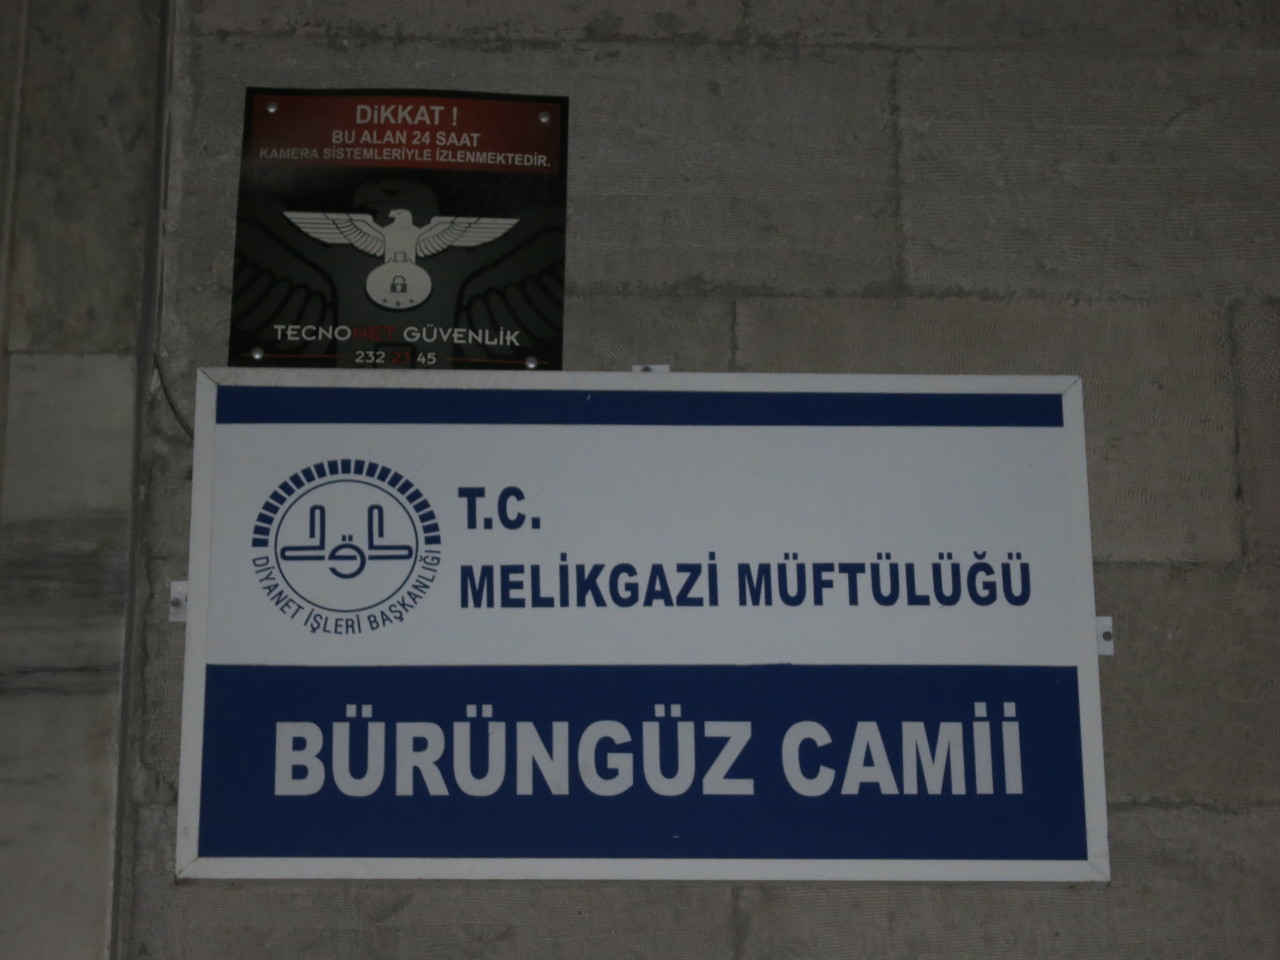 DİKKAT !
BU ALAN 24 SAAT
KAMERA SİSTEMLERİYLE İZLENMEKTEDİR.
TECNONET GÜVENLİK
232 23 45
T.C.
MELİKGAZİ MÜFTÜLÜĞÜ
DİYANET İŞLERİ BAŞKANLIĞI
BÜRÜNGÜZ CAMİİ